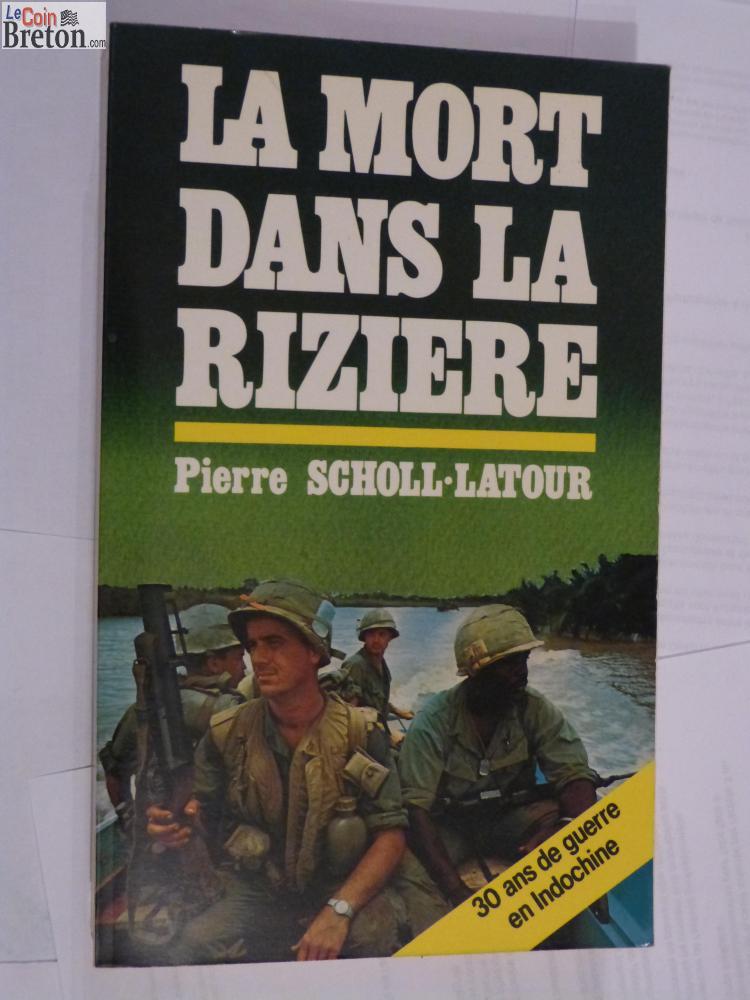 LeCoin
Breton.com
LA MORT
DANS LA
RIZIERE
Pierre SCHOLL-LATOUR
30 ans de guerre
en Indochine